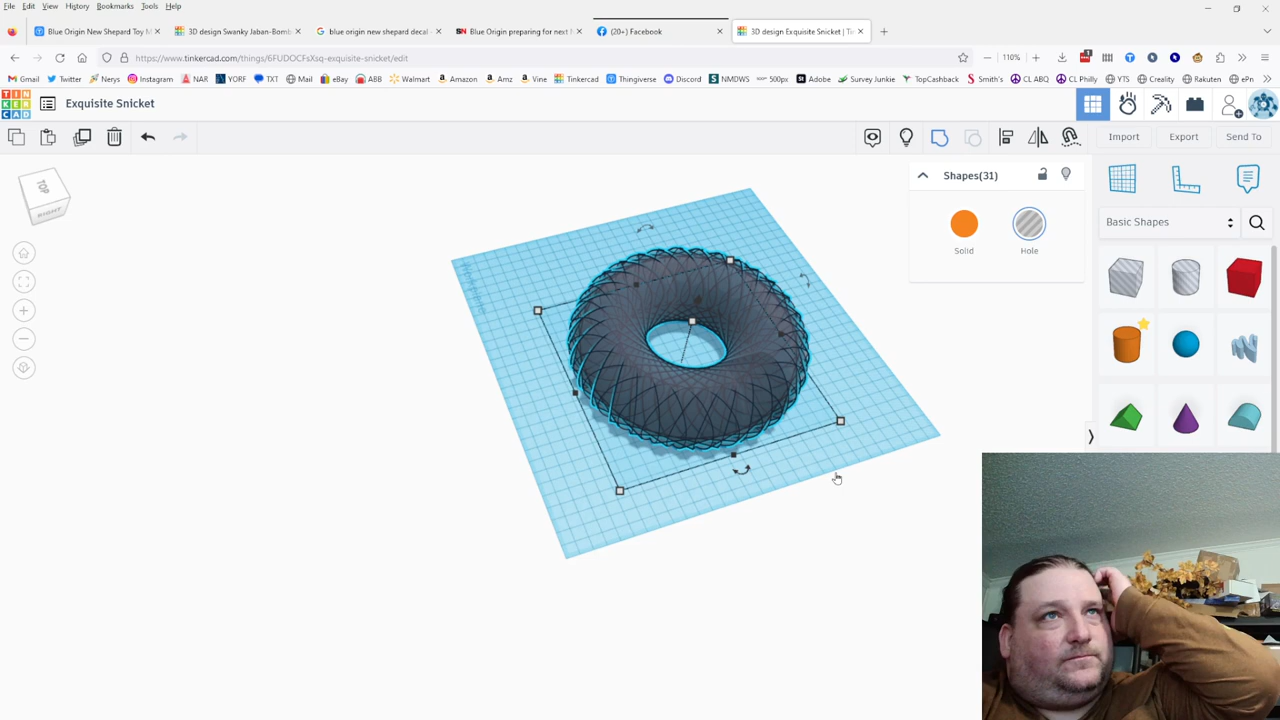 File Edit View History Bookmarks Tools Help
Blue Origin New Shepard Toy M
3D design Swanky Jaban-Bomb
blue origin new shepard decal
Blue Origin preparing for next f
(20+) Facebook
3D design Exquisite Snicket | Tin
https://www.tinkercad.com/things/6FUDOCFsXsq-exquisite-snicket/edit
110%
Gmail Twitter Nerys Instagram NAR YORF TXT Mail eBay ABB Walmart Amazon Amz Vine Tinkercad Thingiverse Discord NMDWS 500px Adobe Survey Junkie TopCashback Smith's CL ABQ CL Philly YTS Creality Rakuten ePn
TIN
KER
CAD
Exquisite Snicket
Import
Export
Send To
TOP
RIGHT
Shapes(31)
Solid
Hole
Basic Shapes